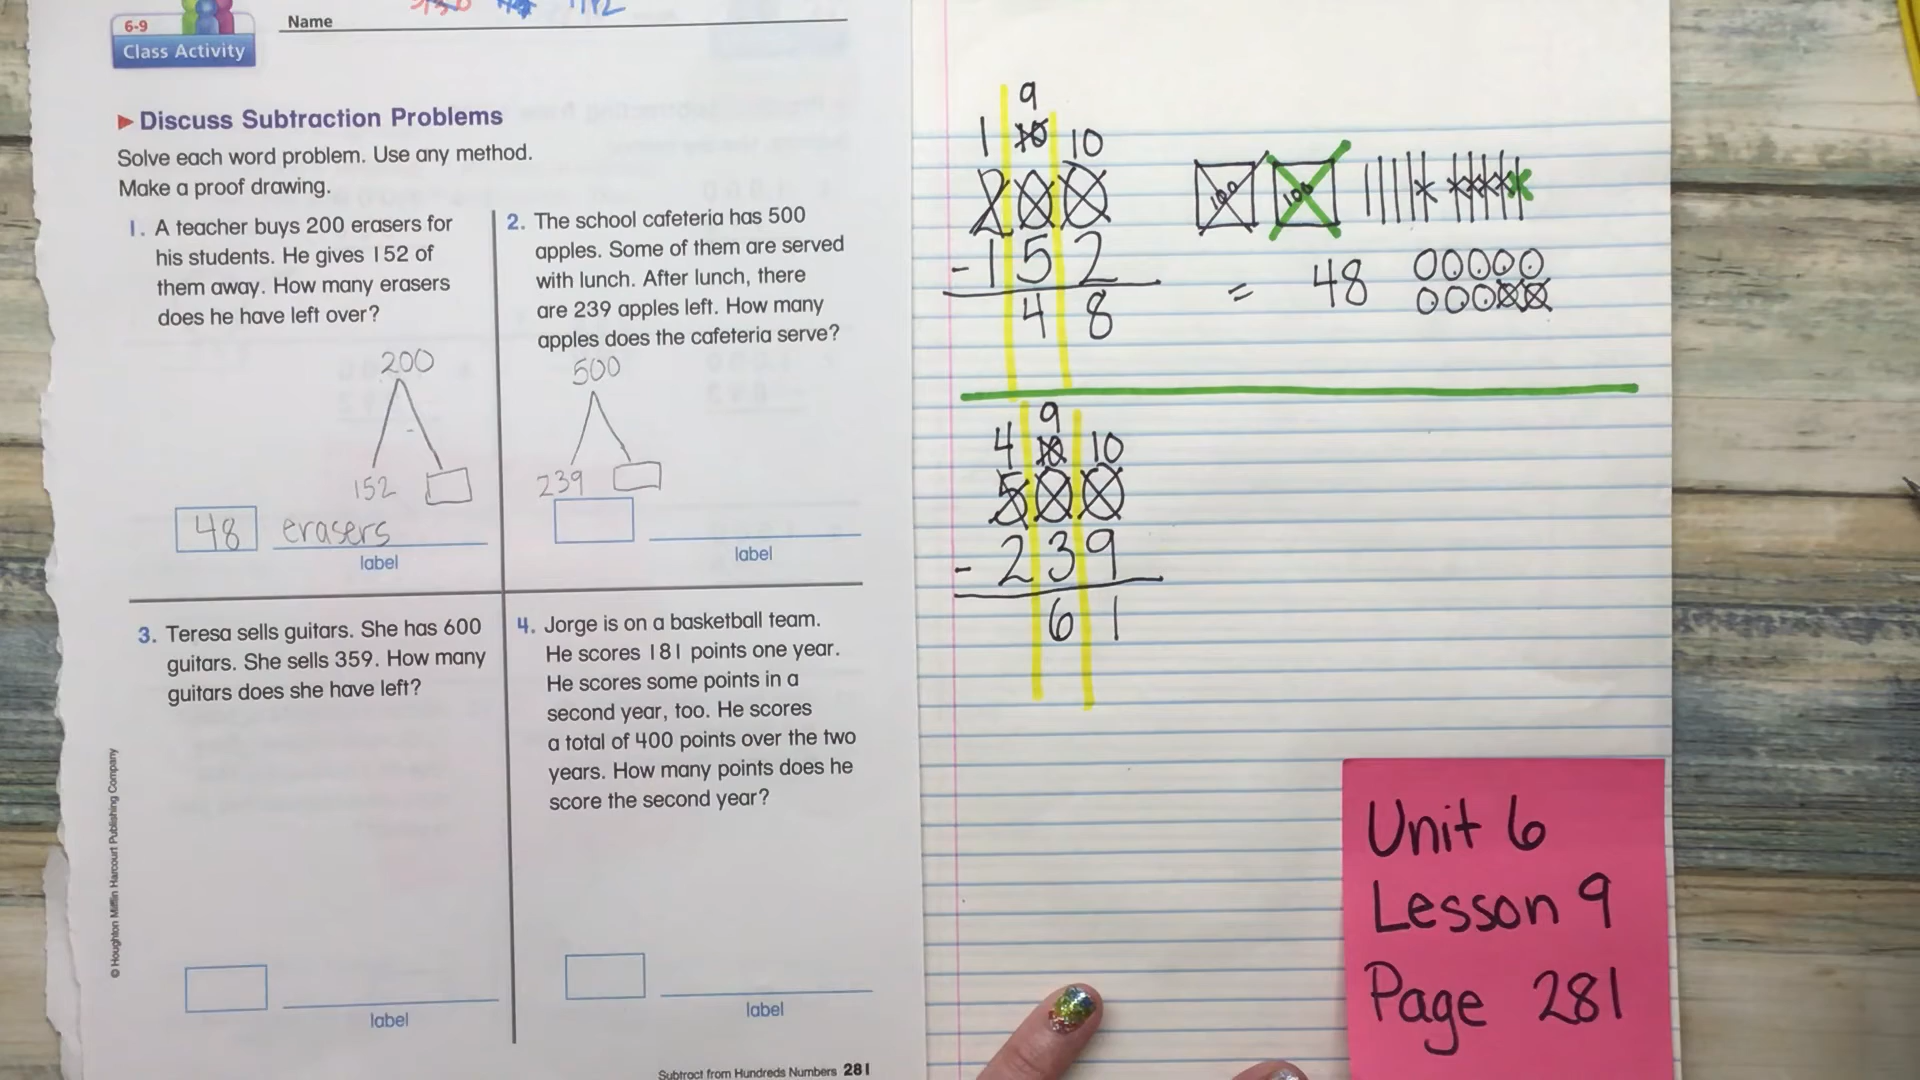 6-9
Class Activity
Name
Discuss Subtraction Problems
Solve each word problem. Use any method.
Make a proof drawing.
1. A teacher buys 200 erasers for
his students. He gives 152 of
them away. How many erasers
does he have left over?
200
152
48 erasers
label
2. The school cafeteria has 500
apples. Some of them are served
with lunch. After lunch, there
are 239 apples left. How many
apples does the cafeteria serve?
500
239
label
3. Teresa sells guitars. She has 600
guitars. She sells 359. How many
guitars does she have left?
label
4. Jorge is on a basketball team.
He scores 181 points one year.
He scores some points in a
second year, too. He scores
a total of 400 points over the two
years. How many points does he
score the second year?
label
© Houghton Mifflin Harcourt Publishing Company
Subtract from Hundreds Numbers 281
9
1 10 10
200
- 152
48
100 100
= 48
9
4 10 10
500
- 239
61
Unit 6
Lesson 9
Page 281